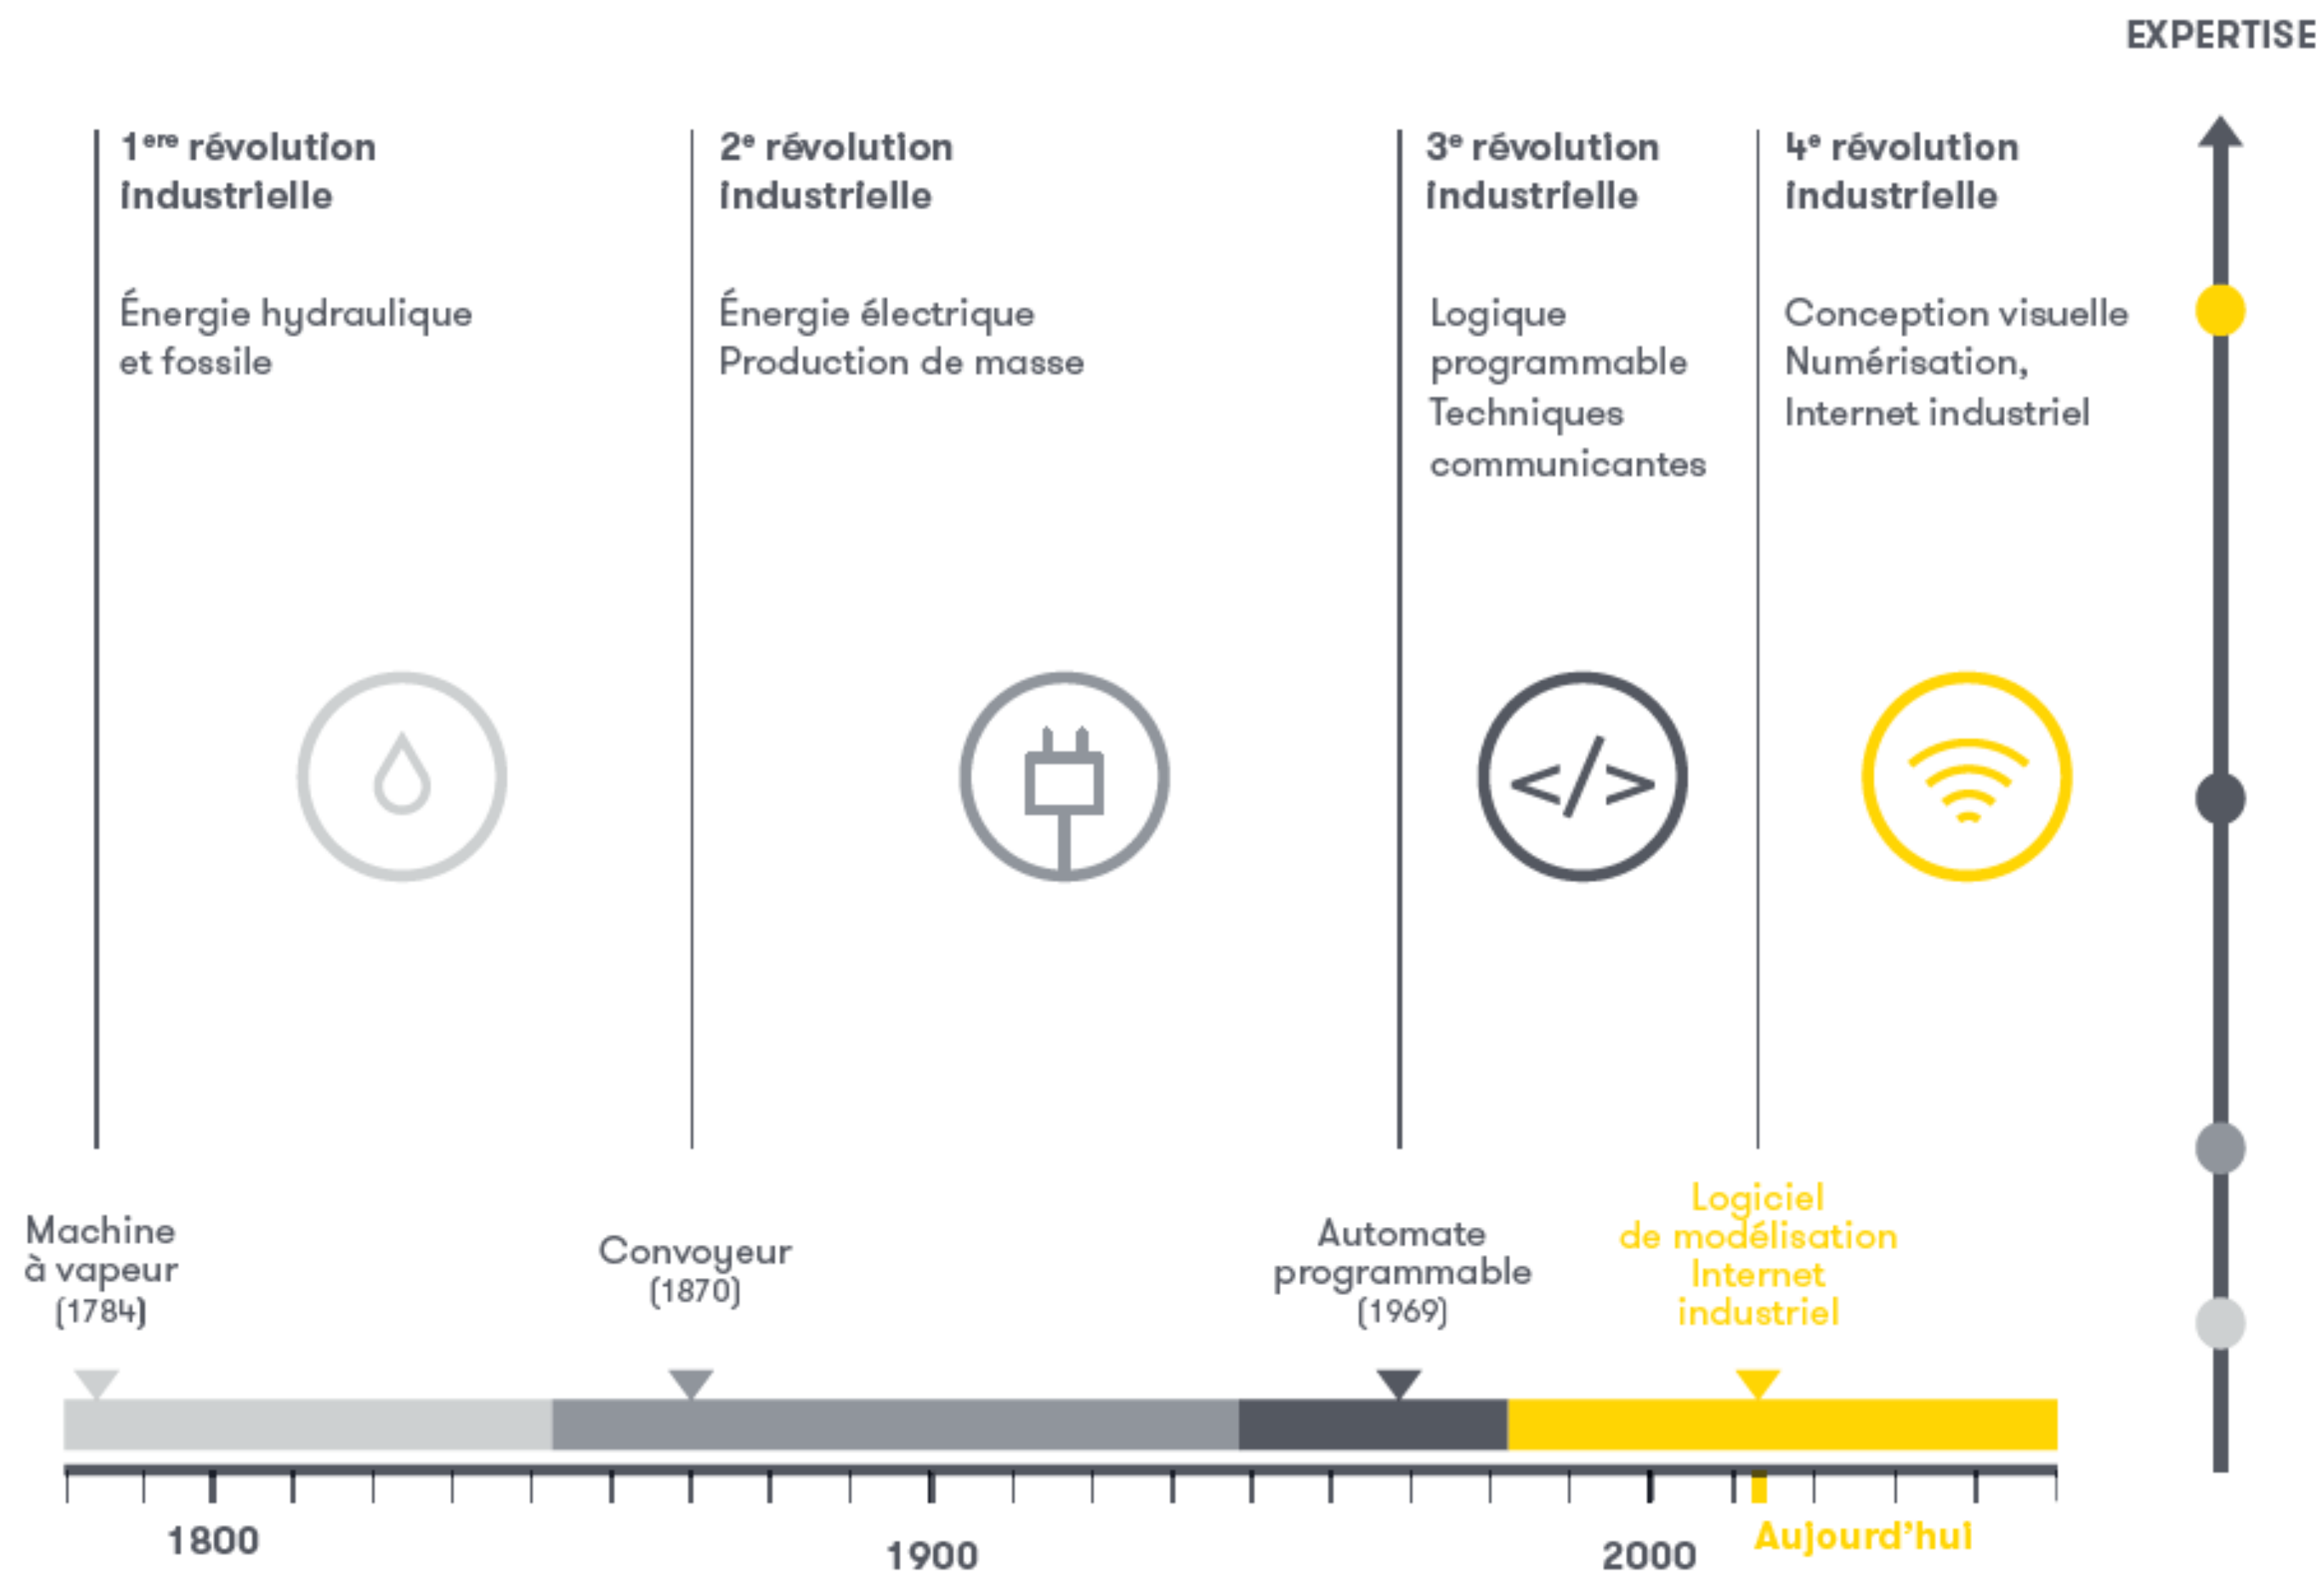 EXPERTISE
1ere révolution
industrielle
Énergie hydraulique
et fossile
2e révolution
industrielle
Énergie électrique
Production de masse
3e révolution
industrielle
Logique
programmable
Techniques
communicantes
4e révolution
industrielle
Conception visuelle
Numérisation,
Internet industriel
</>
Machine
à vapeur
(1784)
Convoyeur
(1870)
Automate
programmable
(1969)
Logiciel
de modélisation
Internet
industriel
1800
1900
2000
Aujourd'hui